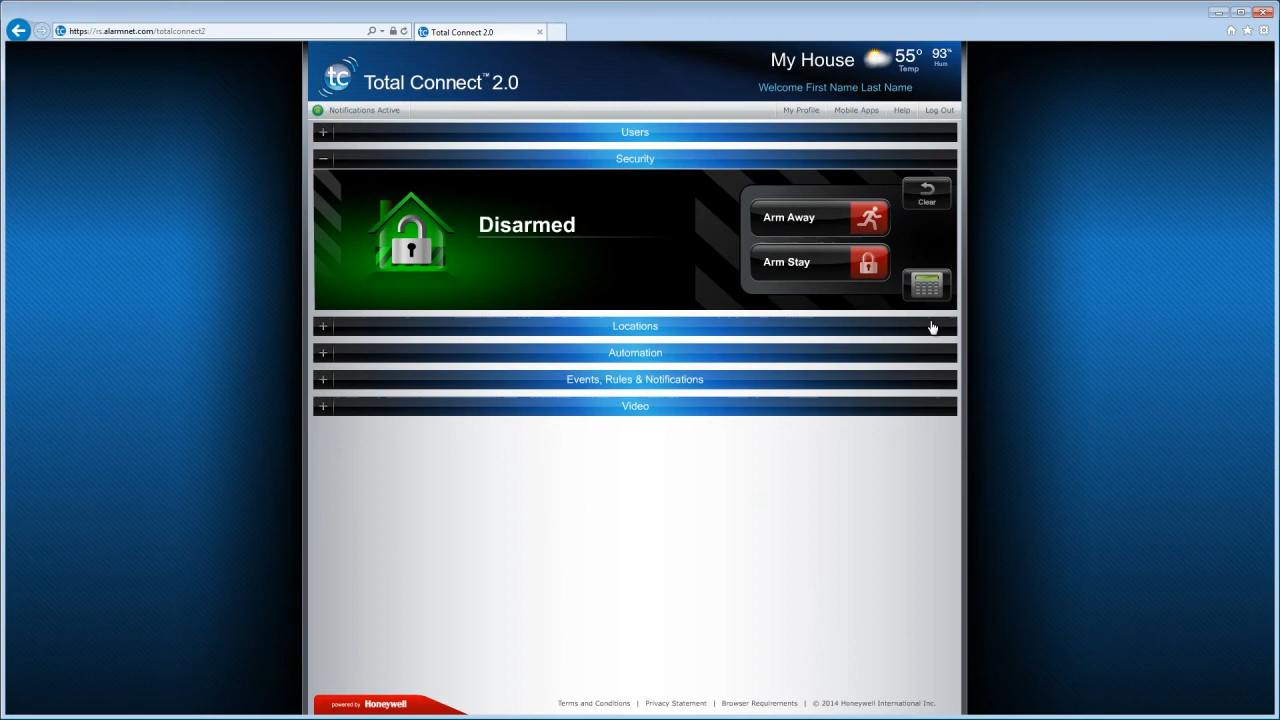 https://rs.alarmnet.com/totalconnect2
Total Connect 2.0
tc Total Connect™ 2.0
My House 55° Temp 93% Hum
Welcome First Name Last Name
Notifications Active My Profile Mobile Apps Help Log Out
Users
Security
Disarmed
Arm Away
Clear
Arm Stay
Locations
Automation
Events, Rules & Notifications
Video
powered by Honeywell
Terms and Conditions | Privacy Statement | Browser Requirements | © 2014 Honeywell International Inc.